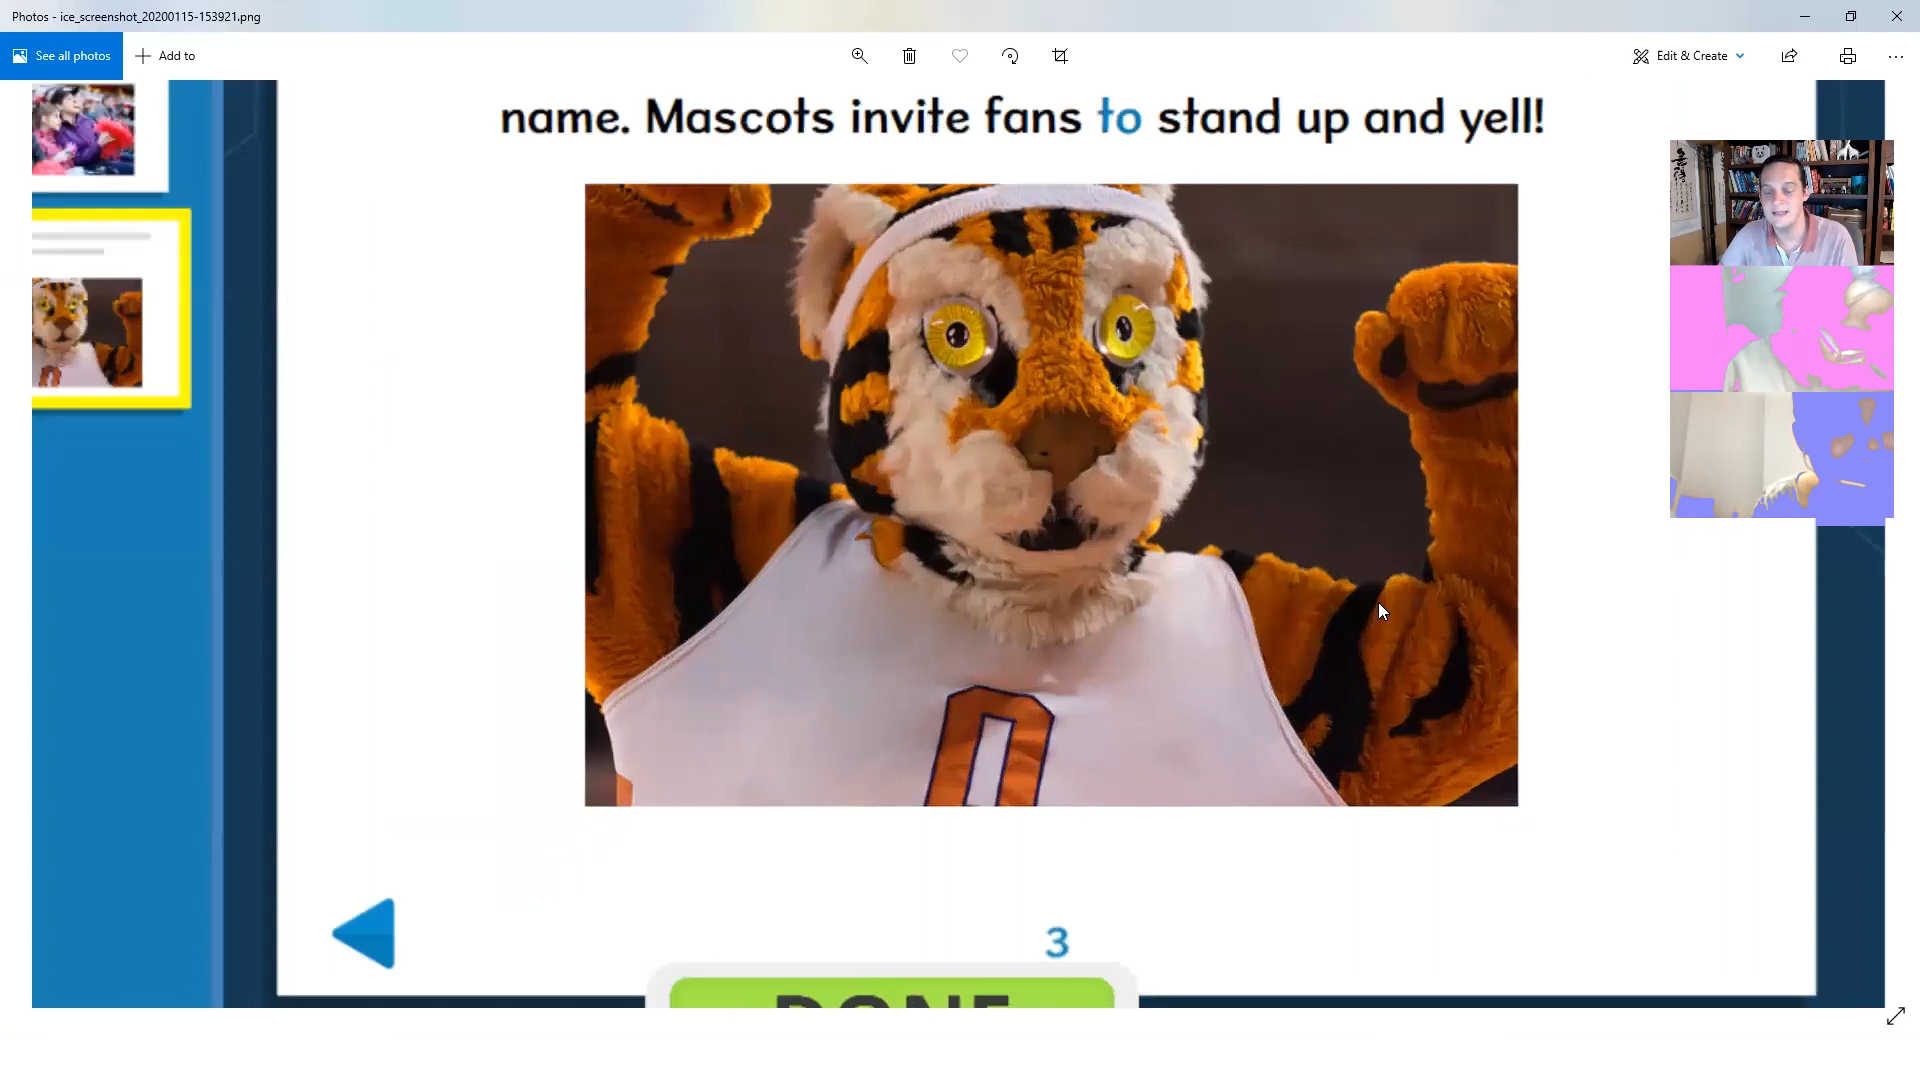 Photos - ice_screenshot_20200115-153921.png
See all photos
Add to
Edit & Create
name. Mascots invite fans to stand up and yell!
3
DONE